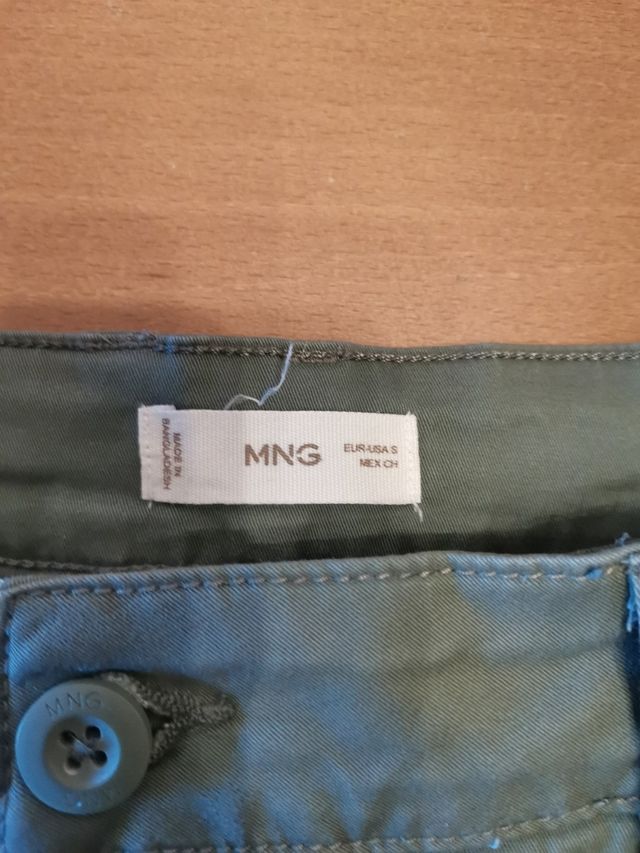 MADE IN
BANGLADESH
MNG
EUR-USA S
MEX CH
MNG